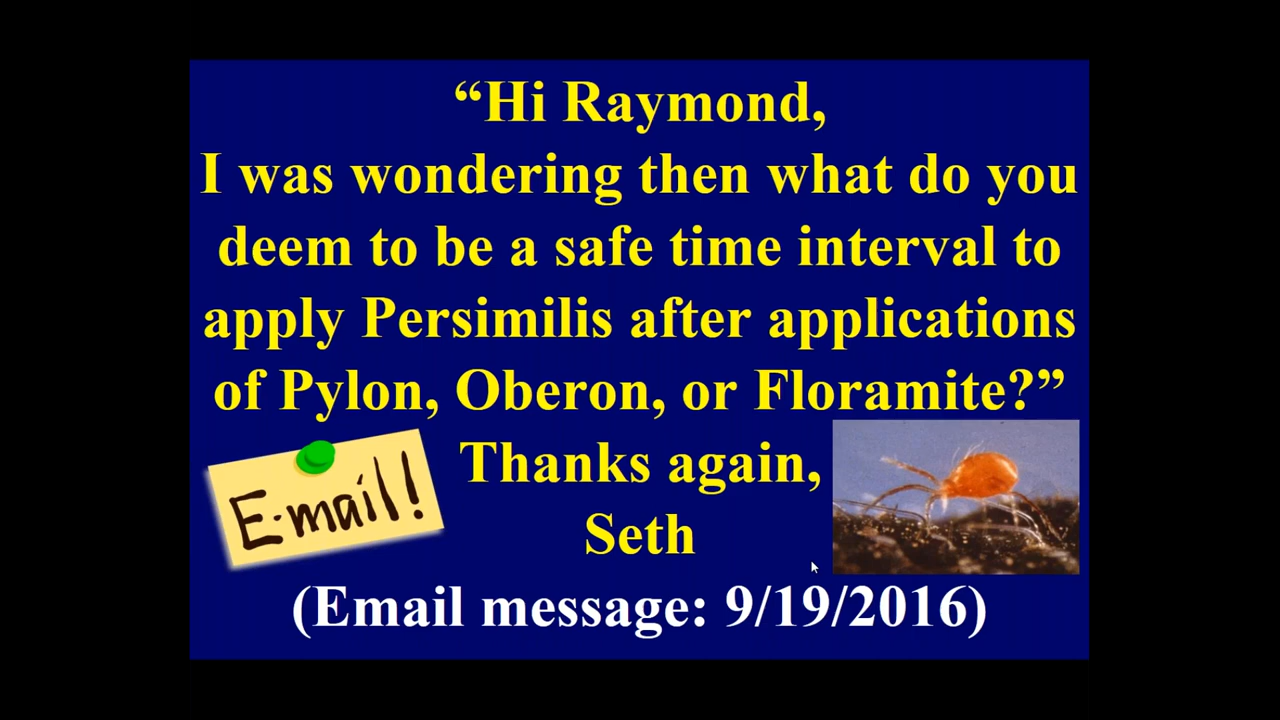 “Hi Raymond,
I was wondering then what do you
deem to be a safe time interval to
apply Persimilis after applications
of Pylon, Oberon, or Floramite?”
Thanks again,
Seth
E-mail!
(Email message: 9/19/2016)